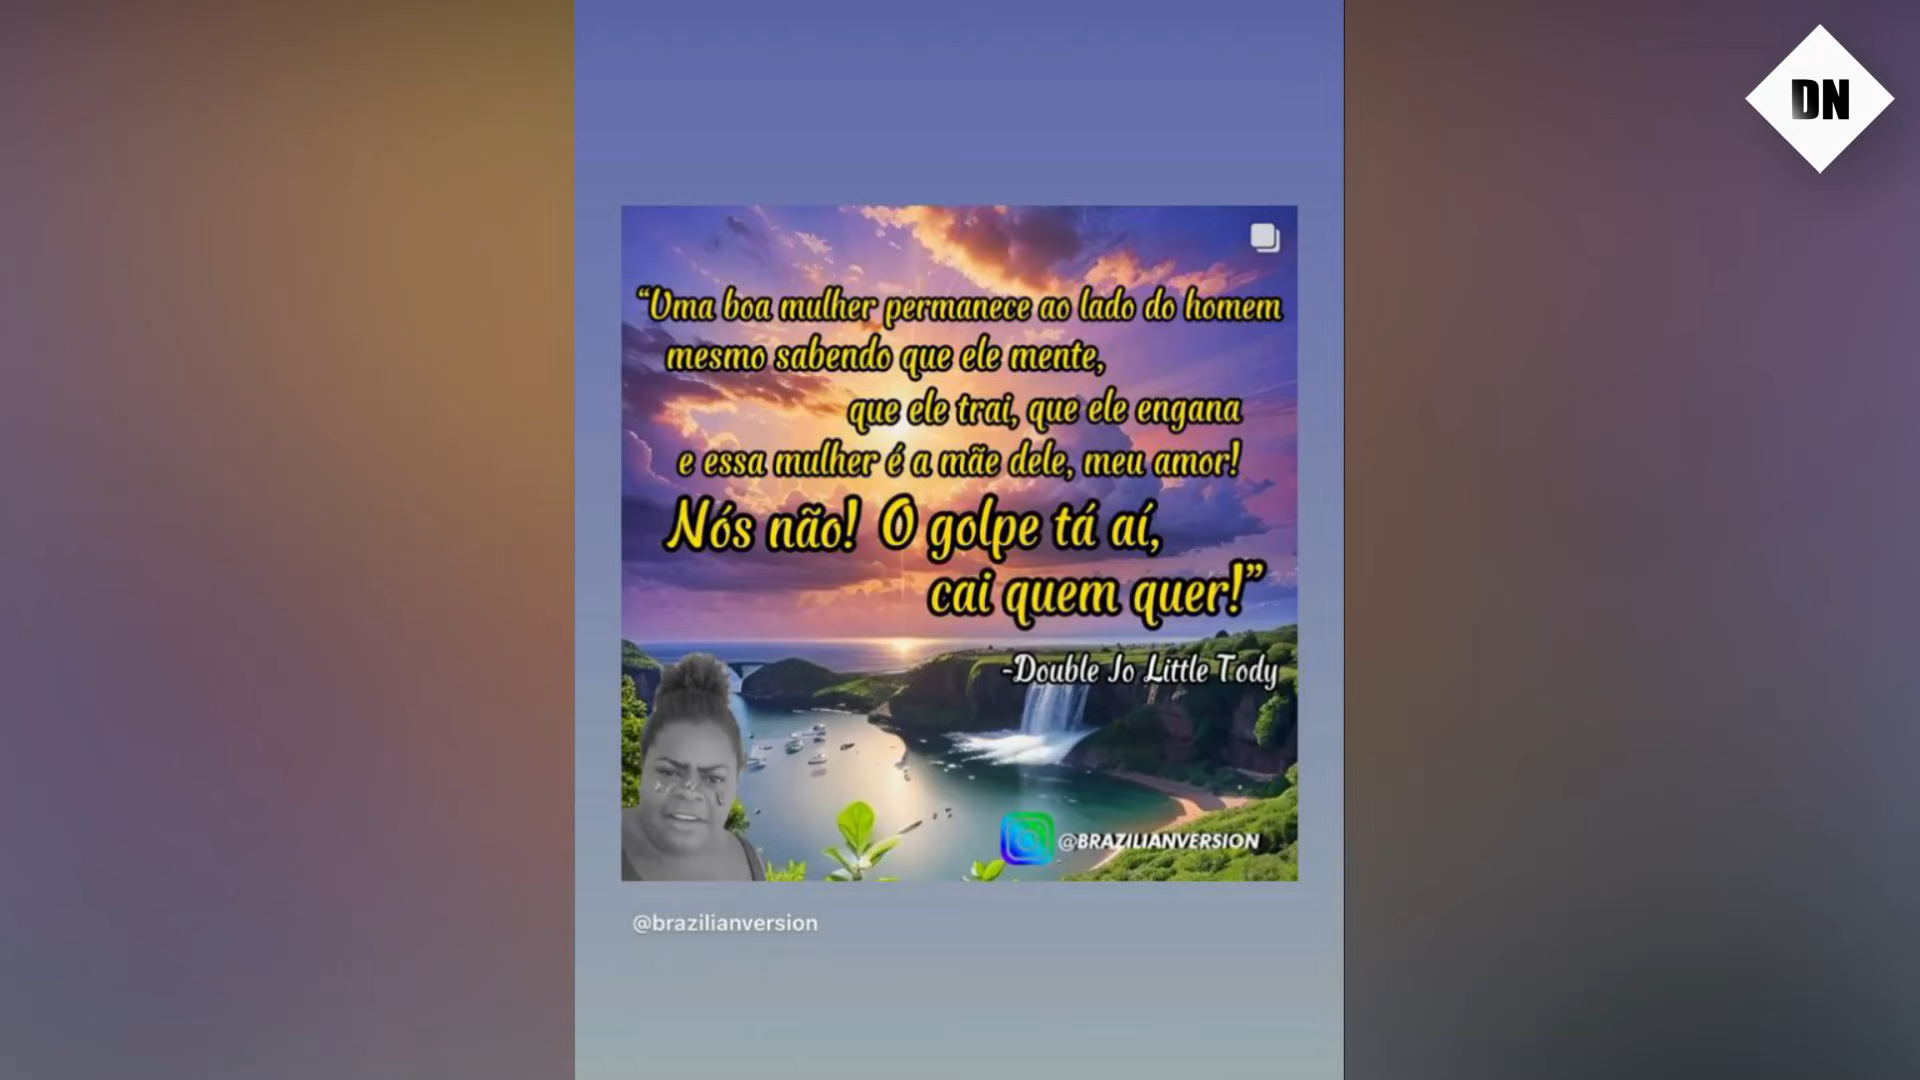 DN
“Uma boa mulher permanece ao lado do homem
mesmo sabendo que ele mente,
que ele trai, que ele engana
e essa mulher é a mãe dele, meu amor!
Nós não! O golpe tá aí,
cai quem quer!”
-Double Jo Little Tody
@BRAZILIANVERSION
@brazilianversion